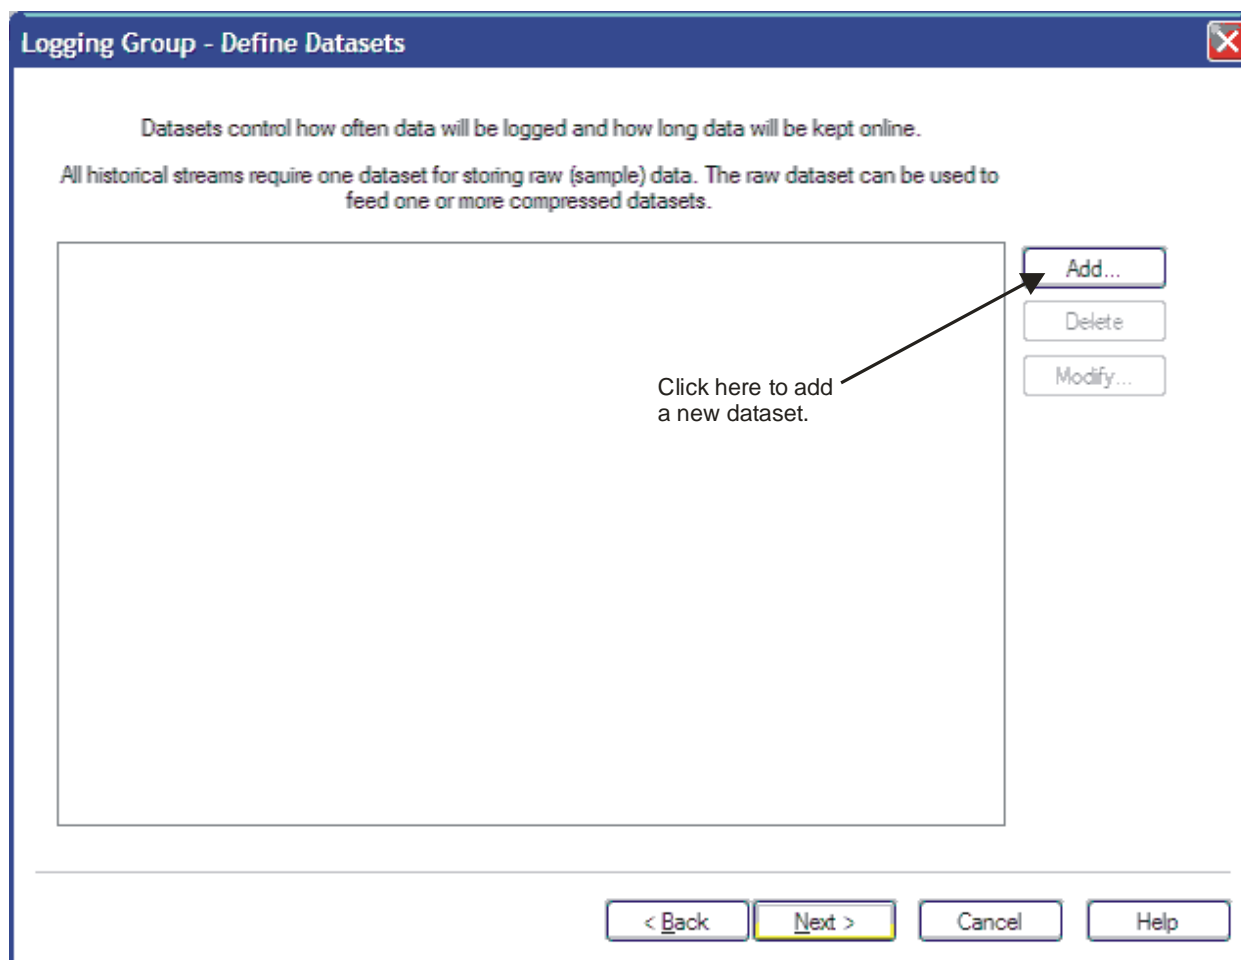 Logging Group - Define Datasets
Datasets control how often data will be logged and how long data will be kept online.
All historical streams require one dataset for storing raw (sample) data. The raw dataset can be used to
feed one or more compressed datasets.
Add...
Delete
Modify...
Click here to add
a new dataset.
< Back
Next >
Cancel
Help